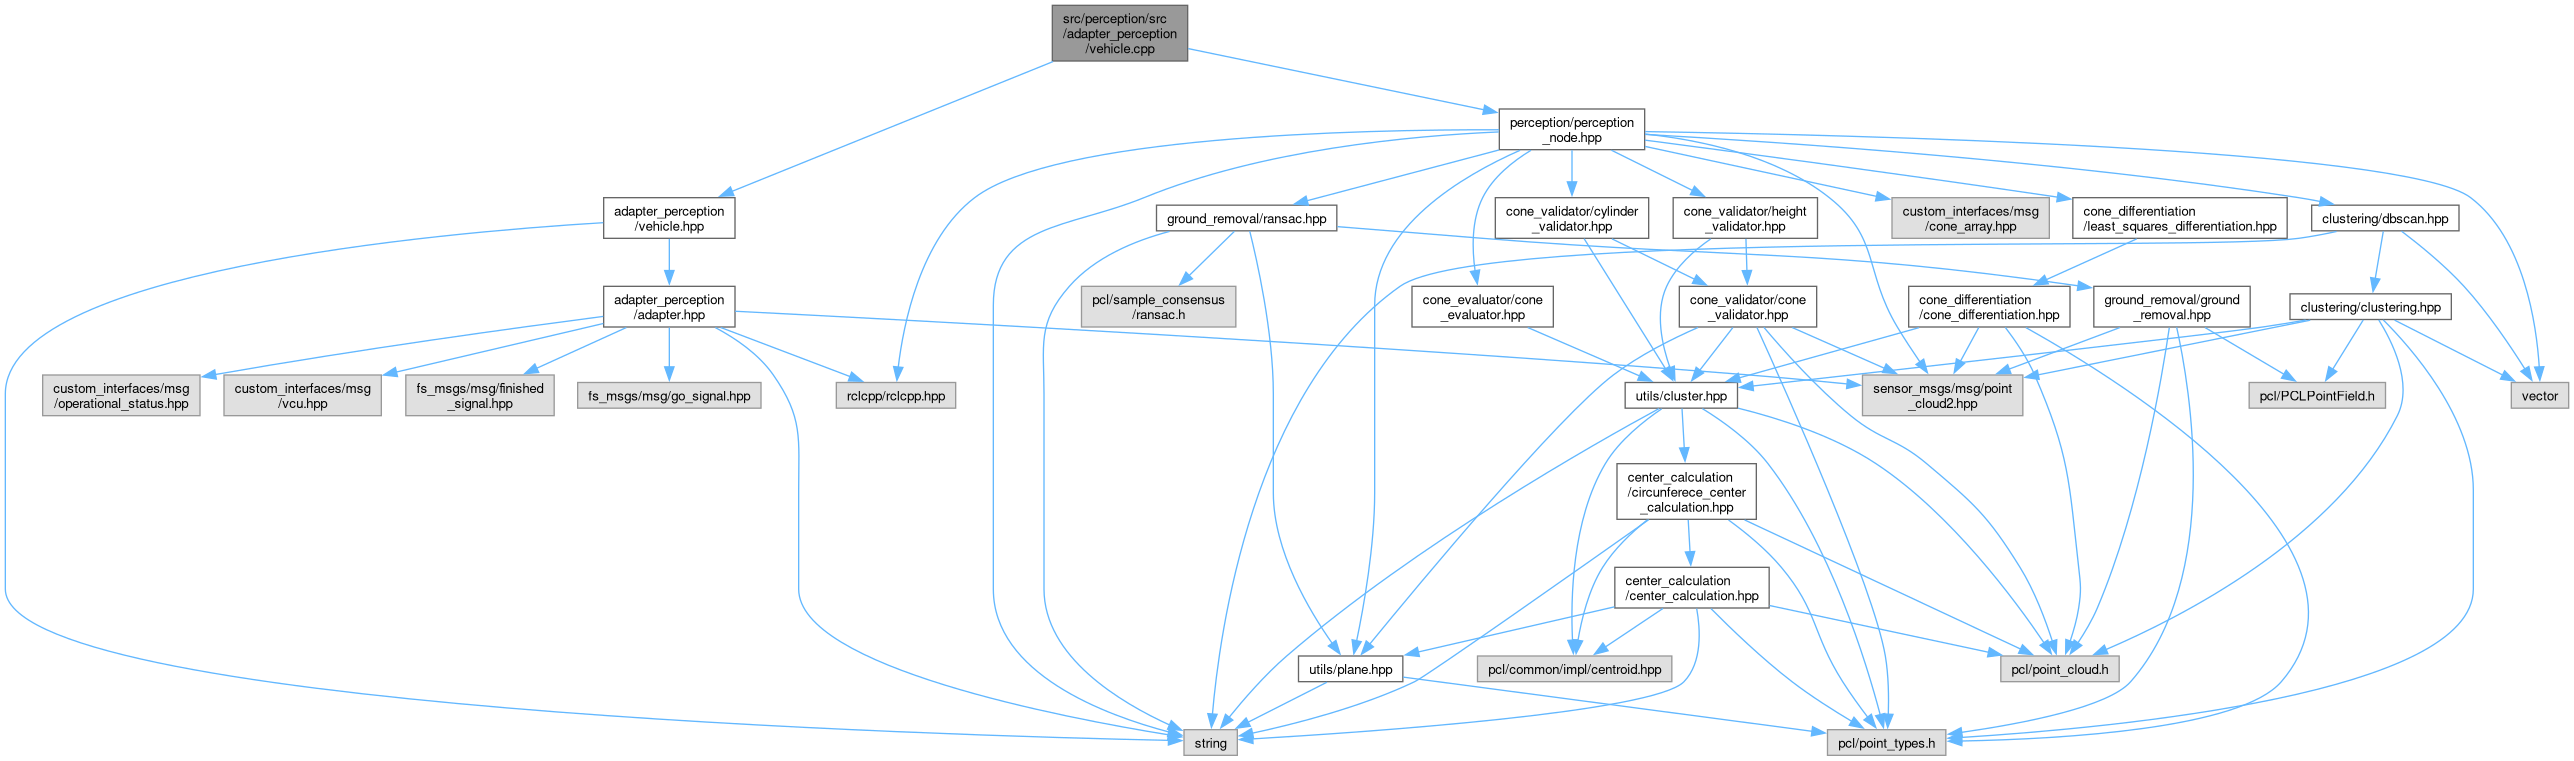 src/perception/src
/adapter_perception
/vehicle.cpp
perception/perception
_node.hpp
adapter_perception
/vehicle.hpp
ground_removal/ransac.hpp
cone_validator/cylinder
_validator.hpp
cone_validator/height
_validator.hpp
custom_interfaces/msg
/cone_array.hpp
cone_differentiation
/least_squares_differentiation.hpp
clustering/dbscan.hpp
adapter_perception
/adapter.hpp
pcl/sample_consensus
/ransac.h
cone_evaluator/cone
_evaluator.hpp
cone_validator/cone
_validator.hpp
cone_differentiation
/cone_differentiation.hpp
ground_removal/ground
_removal.hpp
clustering/clustering.hpp
custom_interfaces/msg
/operational_status.hpp
custom_interfaces/msg
/vcu.hpp
fs_msgs/msg/finished
_signal.hpp
fs_msgs/msg/go_signal.hpp
rclcpp/rclcpp.hpp
utils/cluster.hpp
sensor_msgs/msg/point
_cloud2.hpp
pcl/PCLPointField.h
vector
center_calculation
/circunferece_center
_calculation.hpp
center_calculation
/center_calculation.hpp
utils/plane.hpp
pcl/common/impl/centroid.hpp
pcl/point_cloud.h
string
pcl/point_types.h